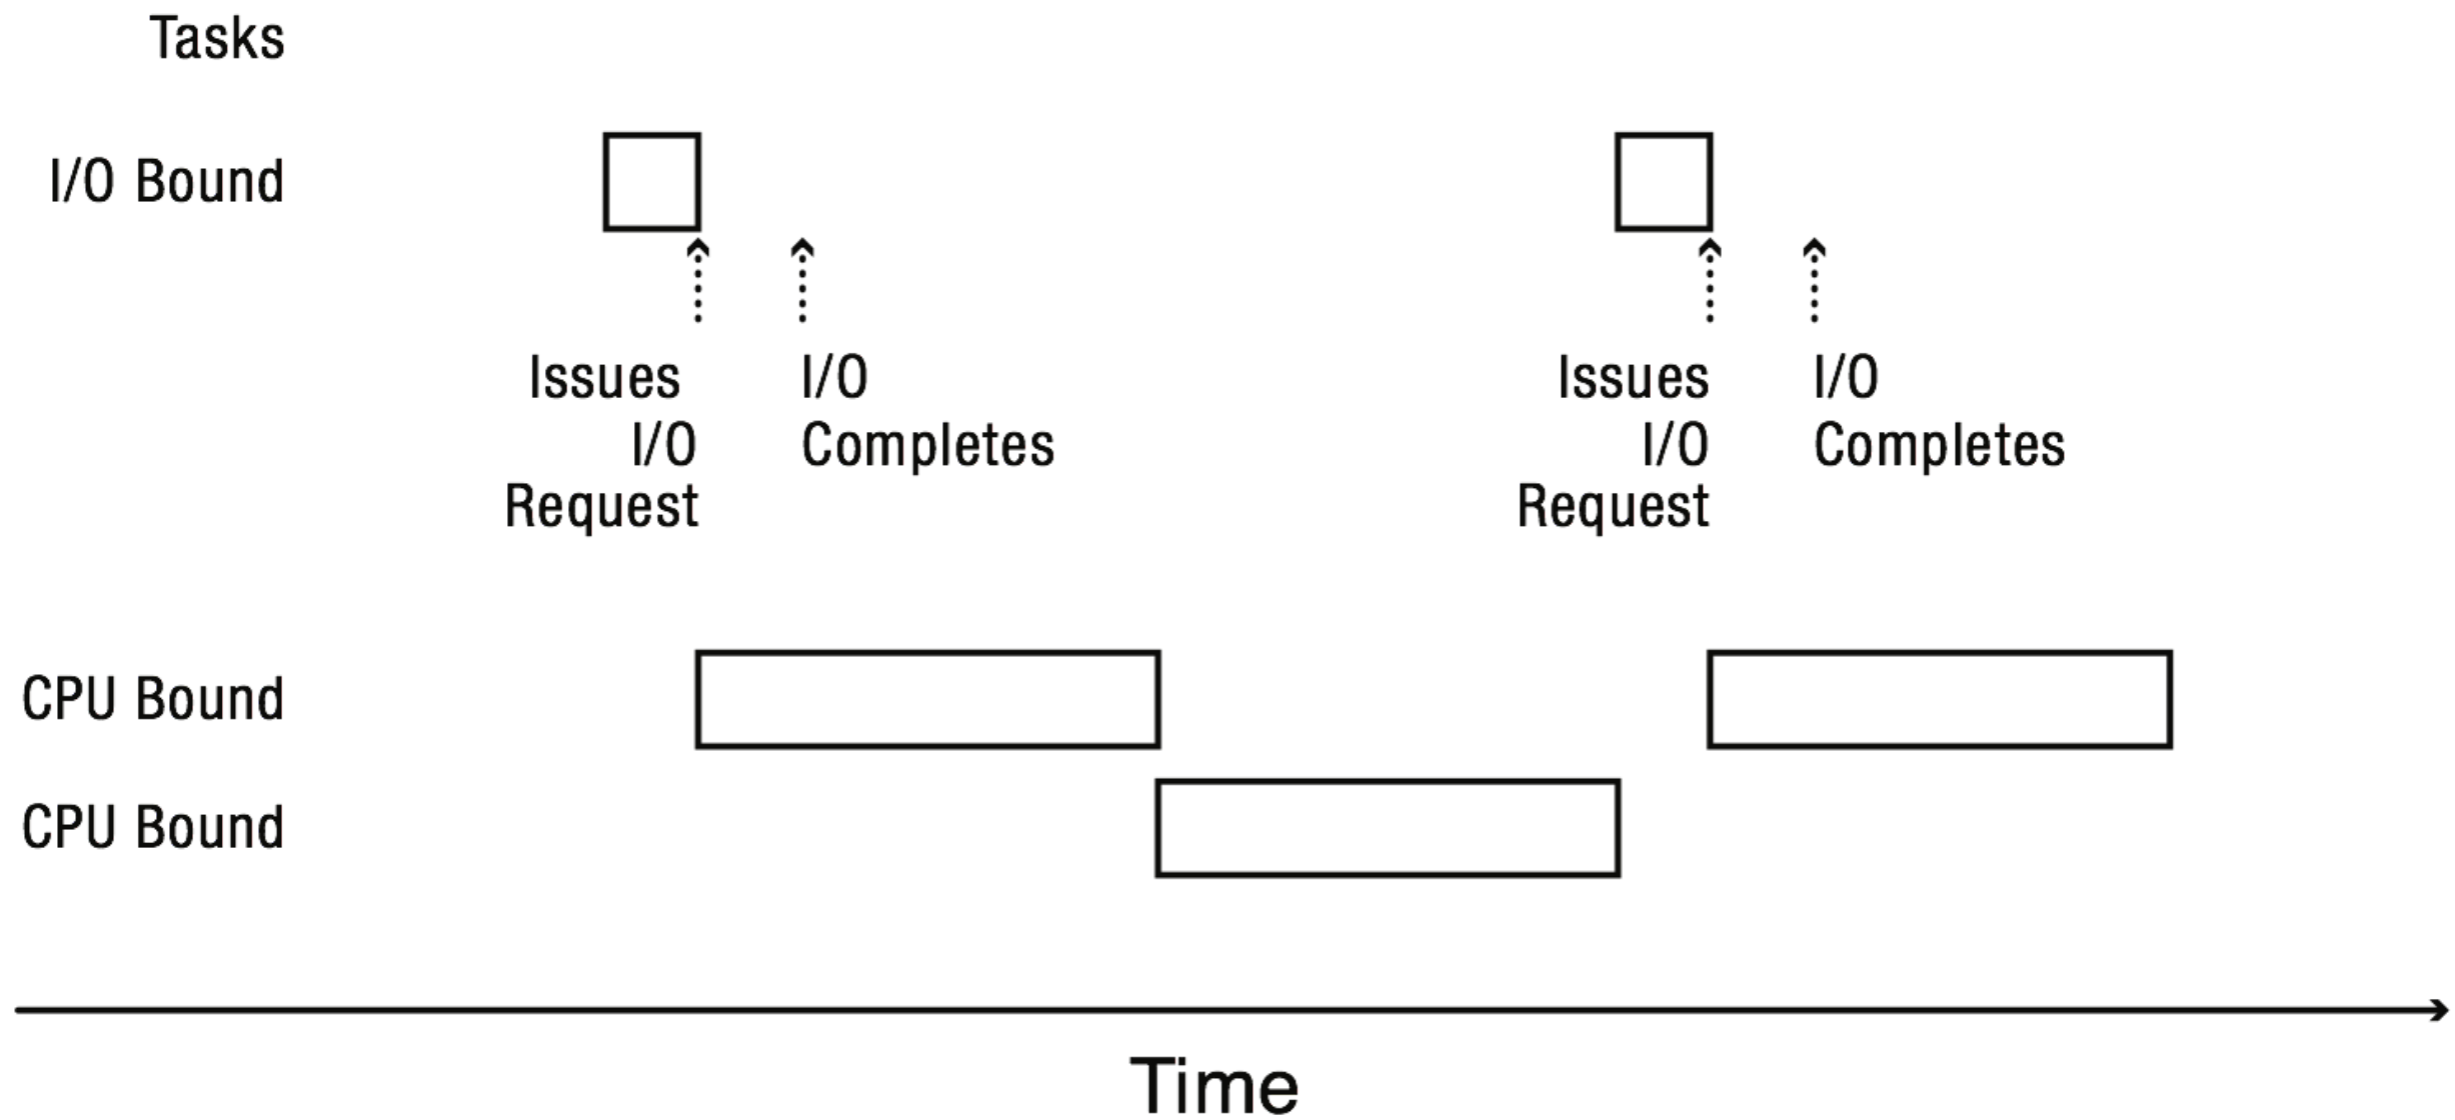 Tasks
I/O Bound
Issues
I/O
Request
I/O
Completes
Issues
I/O
Request
I/O
Completes
CPU Bound
CPU Bound
Time